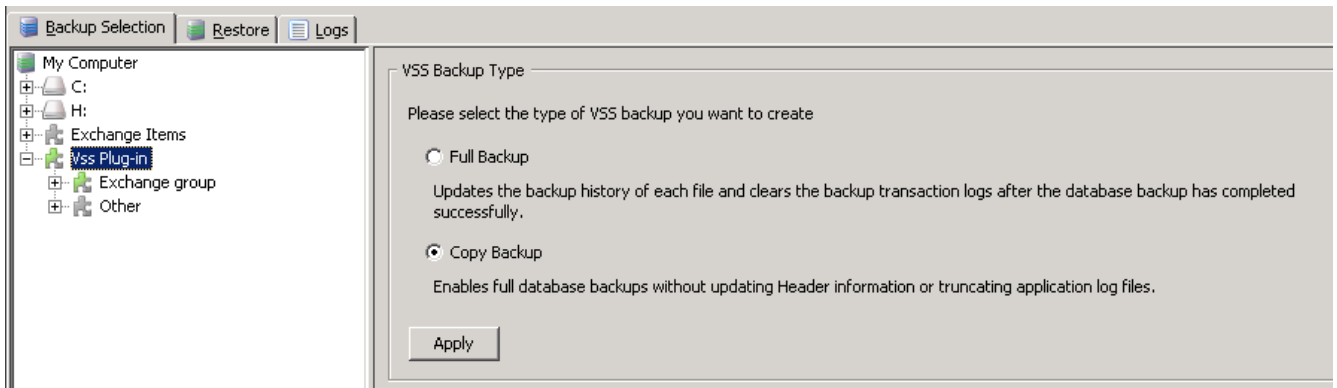 Backup Selection
Restore
Logs
My Computer
C:
H:
Exchange Items
Vss Plug-in
Exchange group
Other
VSS Backup Type
Please select the type of VSS backup you want to create
Full Backup
Updates the backup history of each file and clears the backup transaction logs after the database backup has completed
successfully.
Copy Backup
Enables full database backups without updating Header information or truncating application log files.
Apply